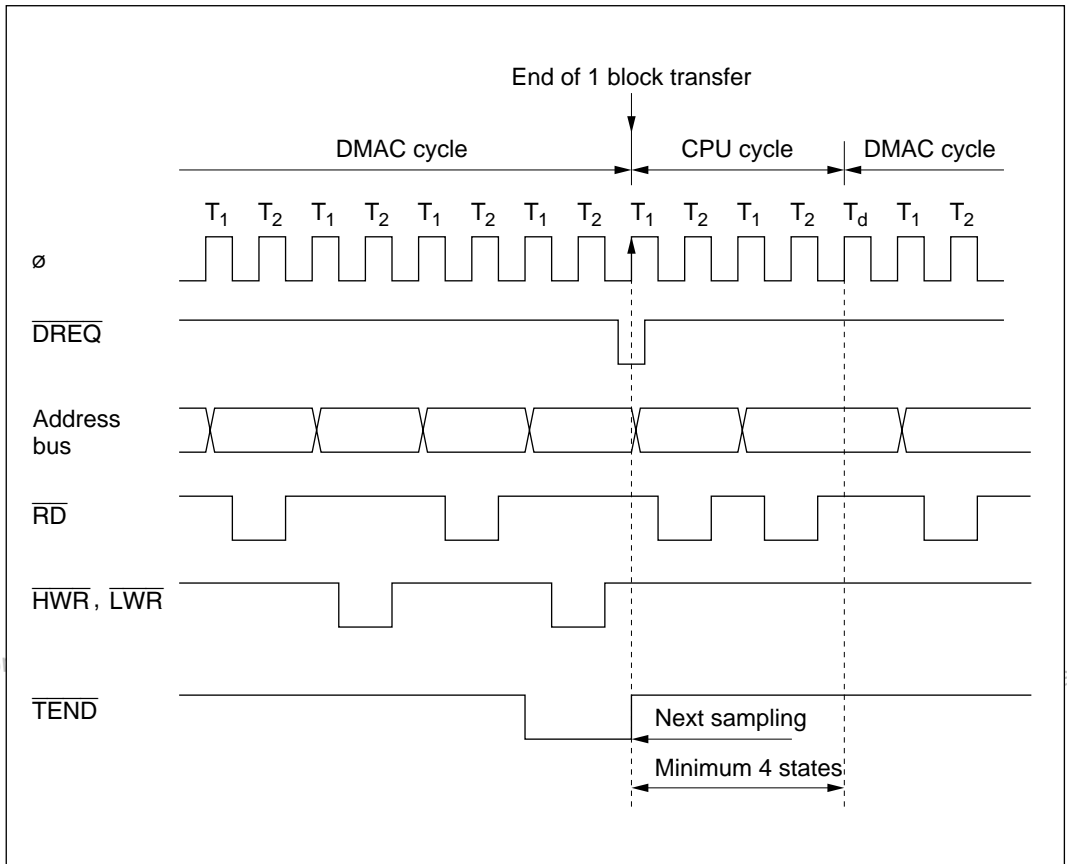 End of 1 block transfer
DMAC cycle CPU cycle DMAC cycle
T1 T2 T1 T2 T1 T2 T1 T2 T1 T2 T1 T2 Td T1 T2
ø
DREQ
Address
bus
RD
HWR, LWR
TEND
Next sampling
Minimum 4 states